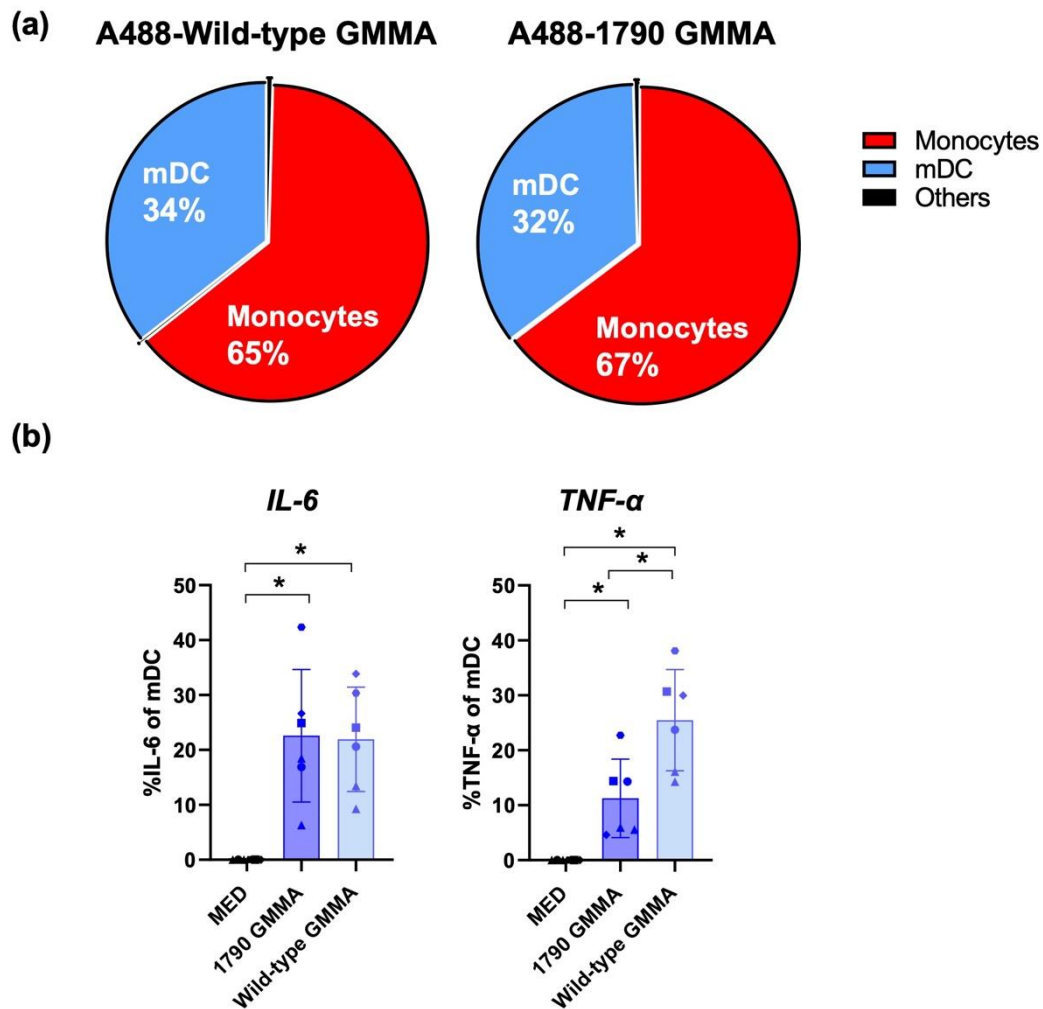 (a)
A488-Wild-type GMMA
A488-1790 GMMA
mDC
34%
Monocytes
65%
mDC
32%
Monocytes
67%
Monocytes
mDC
Others
(b)
IL-6
%IL-6 of mDC
50
40
30
20
10
0
*
*
MED
1790 GMMA
Wild-type GMMA
TNF-α
%TNF-α of mDC
50
40
30
20
10
0
*
*
*
MED
1790 GMMA
Wild-type GMMA